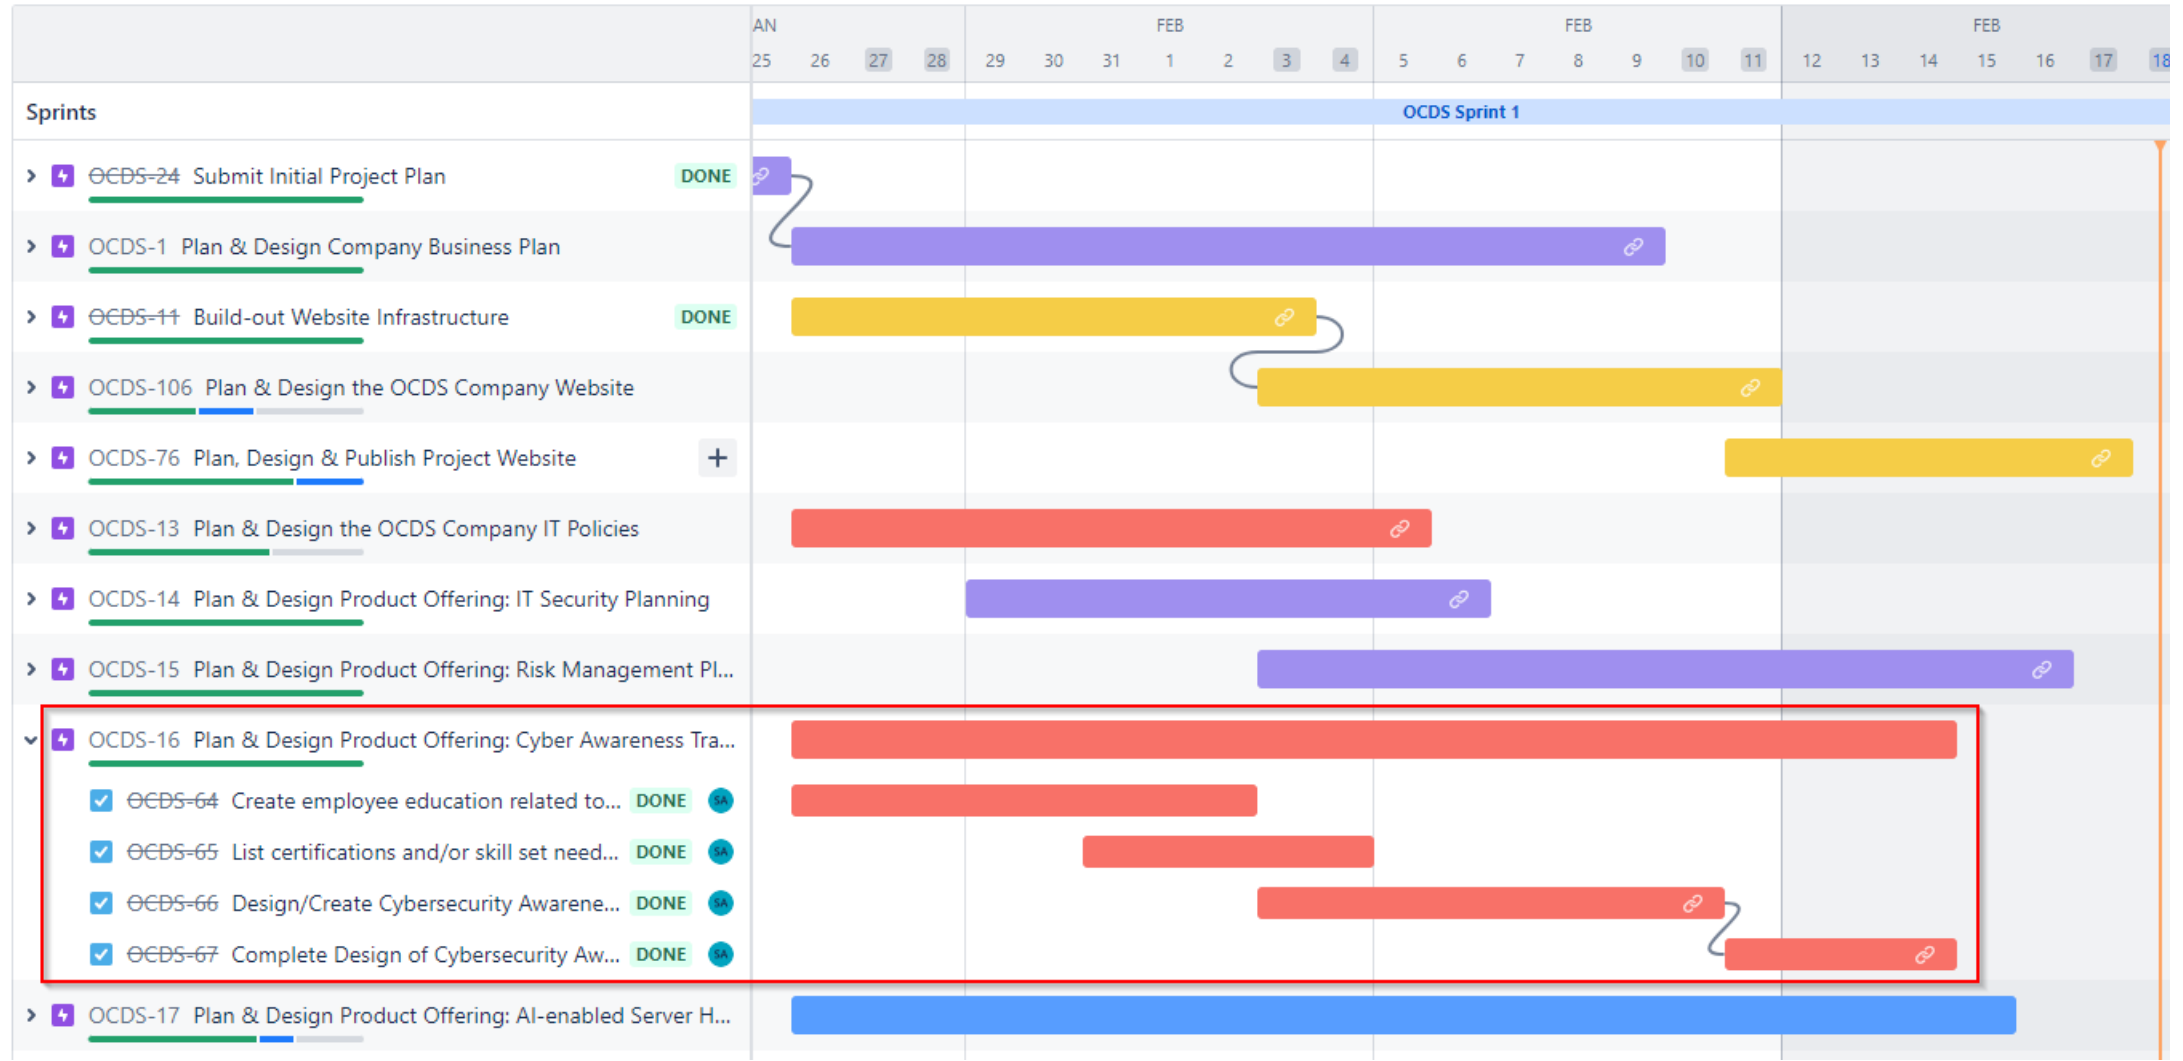 AN FEB FEB FEB
25 26 27 28 29 30 31 1 2 3 4 5 6 7 8 9 10 11 12 13 14 15 16 17 18
Sprints OCDS Sprint 1
OCDS-24 Submit Initial Project Plan DONE
OCDS-1 Plan & Design Company Business Plan
OCDS-11 Build-out Website Infrastructure DONE
OCDS-106 Plan & Design the OCDS Company Website
OCDS-76 Plan, Design & Publish Project Website +
OCDS-13 Plan & Design the OCDS Company IT Policies
OCDS-14 Plan & Design Product Offering: IT Security Planning
OCDS-15 Plan & Design Product Offering: Risk Management Pl...
OCDS-16 Plan & Design Product Offering: Cyber Awareness Tra...
OCDS-64 Create employee education related to... DONE SA
OCDS-65 List certifications and/or skill set need... DONE SA
OCDS-66 Design/Create Cybersecurity Awarene... DONE SA
OCDS-67 Complete Design of Cybersecurity Aw... DONE SA
OCDS-17 Plan & Design Product Offering: AI-enabled Server H...